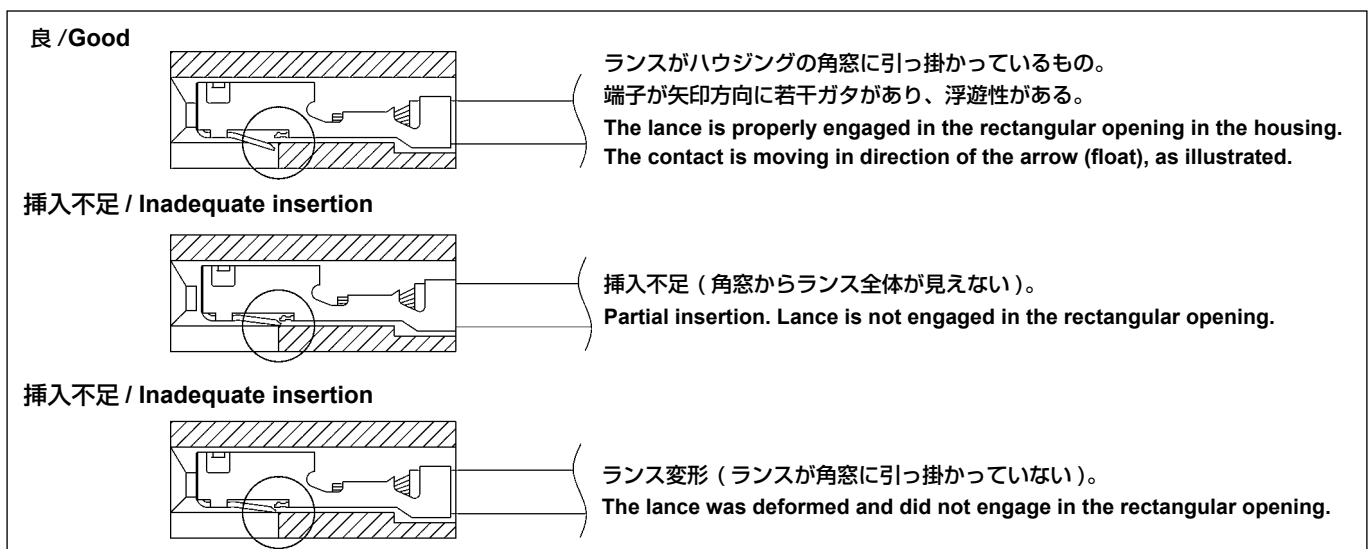 良 /Good
ランスがハウジングの角窓に引っ掛かっているもの。
端子が矢印方向に若干ガタがあり、浮遊性がある。
The lance is properly engaged in the rectangular opening in the housing.
The contact is moving in direction of the arrow (float), as illustrated.
挿入不足 / Inadequate insertion
挿入不足 ( 角窓からランス全体が見えない )。
Partial insertion. Lance is not engaged in the rectangular opening.
挿入不足 / Inadequate insertion
ランス変形 ( ランスが角窓に引っ掛かっていない )。
The lance was deformed and did not engage in the rectangular opening.